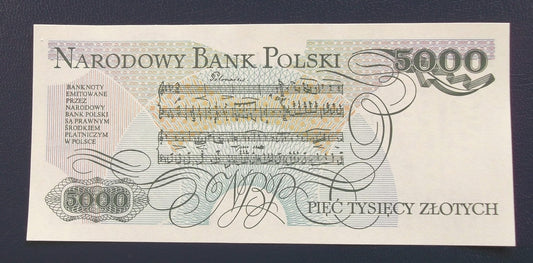 NARODOWY BANK POLSKI
5000
Polonaises
BANKNOTY
EMITOWANE
PRZEZ
NARODOWY
BANK POLSKI
SĄ PRAWNYM
ŚRODKIEM
PŁATNICZYM
W POLSCE
5000
PIĘĆ TYSIĘCY ZŁOTYCH